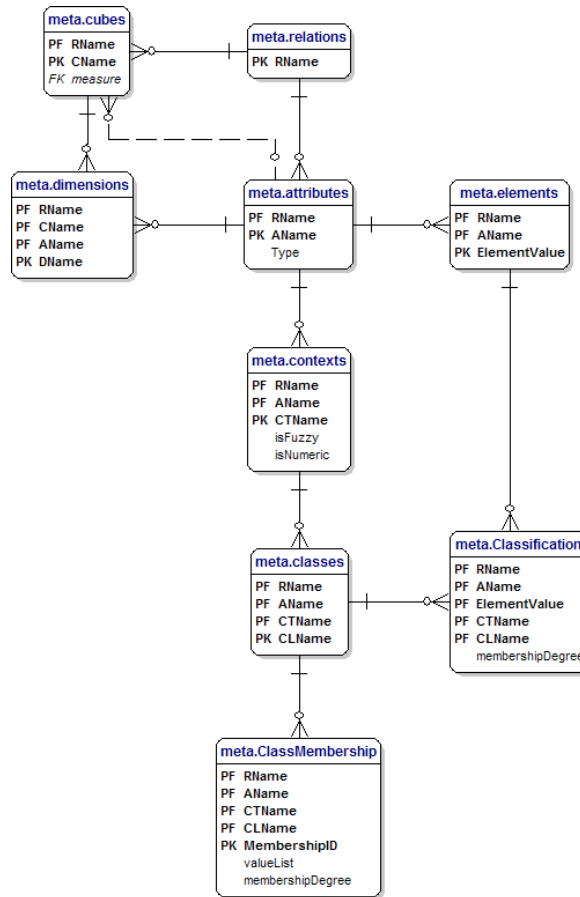 meta.cubes
PF RName
PK CName
FK measure
meta.relations
PK RName
meta.dimensions
PF RName
PF CName
PF AName
PK DName
meta.attributes
PF RName
PK AName
Type
meta.elements
PF RName
PF AName
PK ElementValue
meta.contexts
PF RName
PF AName
PK CTName
isFuzzy
isNumeric
meta.classes
PF RName
PF AName
PF CTName
PK CLName
meta.Classification
PF RName
PF AName
PF ElementValue
PF CTName
PF CLName
membershipDegree
meta.ClassMembership
PF RName
PF AName
PF CTName
PF CLName
PK MembershipID
valueList
membershipDegree